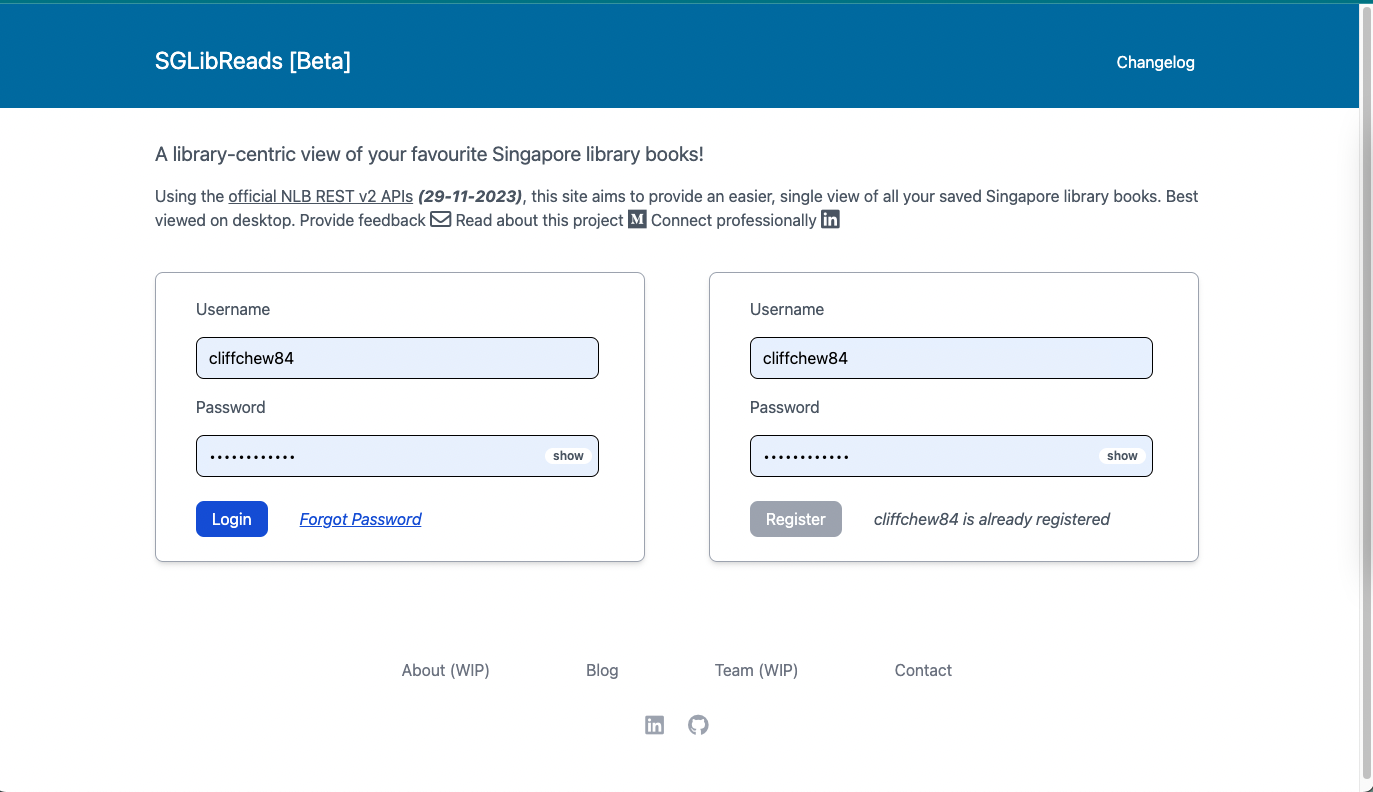 SGLibReads [Beta]
Changelog
A library-centric view of your favourite Singapore library books!
Using the official NLB REST v2 APIs (29-11-2023), this site aims to provide an easier, single view of all your saved Singapore library books. Best
viewed on desktop. Provide feedback Read about this project M Connect professionally in
Username
cliffchew84
Password
show
Login
Forgot Password
Username
cliffchew84
Password
show
Register
cliffchew84 is already registered
About (WIP)
Blog
Team (WIP)
Contact
in